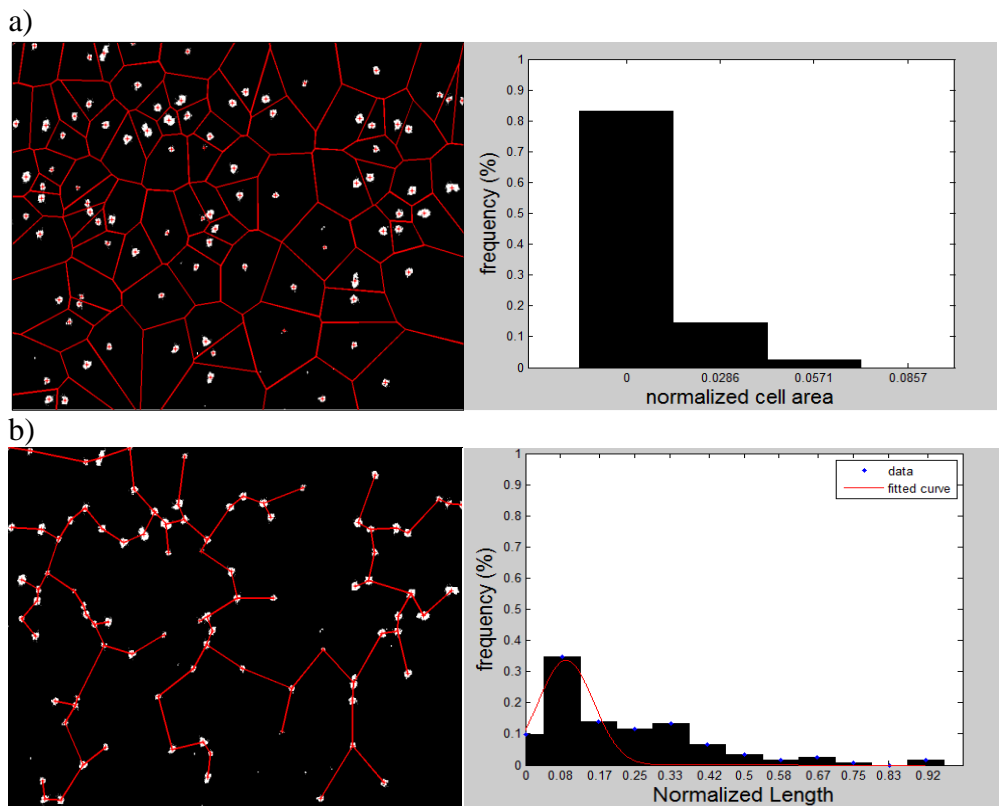 a)
1
0.9
0.8
0.7
0.6
0.5
0.4
0.3
0.2
0.1
0
frequency (%)
0 0.0286 0.0571 0.0857
normalized cell area
b)
1
0.9
0.8
0.7
0.6
0.5
0.4
0.3
0.2
0.1
0
frequency (%)
data
fitted curve
0 0.08 0.17 0.25 0.33 0.42 0.5 0.58 0.67 0.75 0.83 0.92
Normalized Length